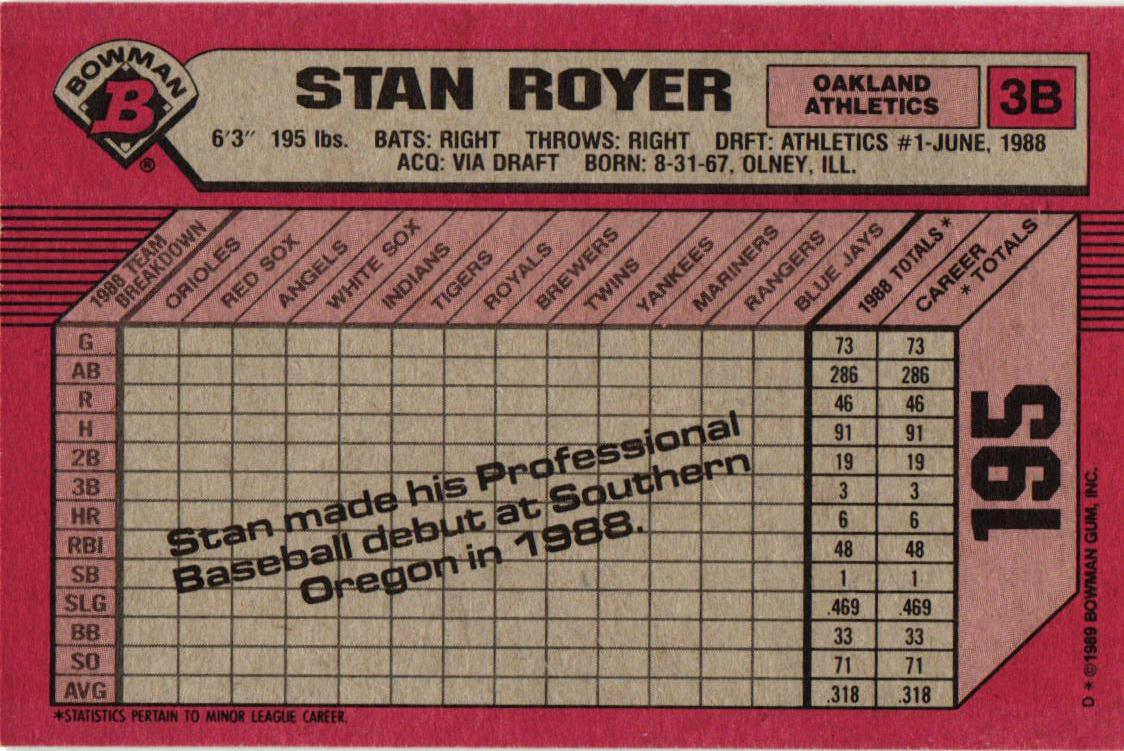 BOWMAN
B
®
STAN ROYER
OAKLAND
ATHLETICS
3B
6'3" 195 lbs. BATS: RIGHT THROWS: RIGHT DRFT: ATHLETICS #1-JUNE, 1988
ACQ: VIA DRAFT BORN: 8-31-67, OLNEY, ILL.
1988 TEAM
BREAKDOWN
ORIOLES
RED SOX
ANGELS
WHITE SOX
INDIANS
TIGERS
ROYALS
BREWERS
TWINS
YANKEES
MARINERS
RANGERS
BLUE JAYS
1988 TOTALS*
CAREER
* TOTALS
G 73 73
AB 286 286
R 46 46
H 91 91
2B 19 19
3B 3 3
HR 6 6
RBI 48 48
SB 1 1
SLG .469 .469
BB 33 33
SO 71 71
AVG .318 .318
Stan made his Professional
Baseball debut at Southern
Oregon in 1988.
195
D * ©1989 BOWMAN GUM, INC.
*STATISTICS PERTAIN TO MINOR LEAGUE CAREER.